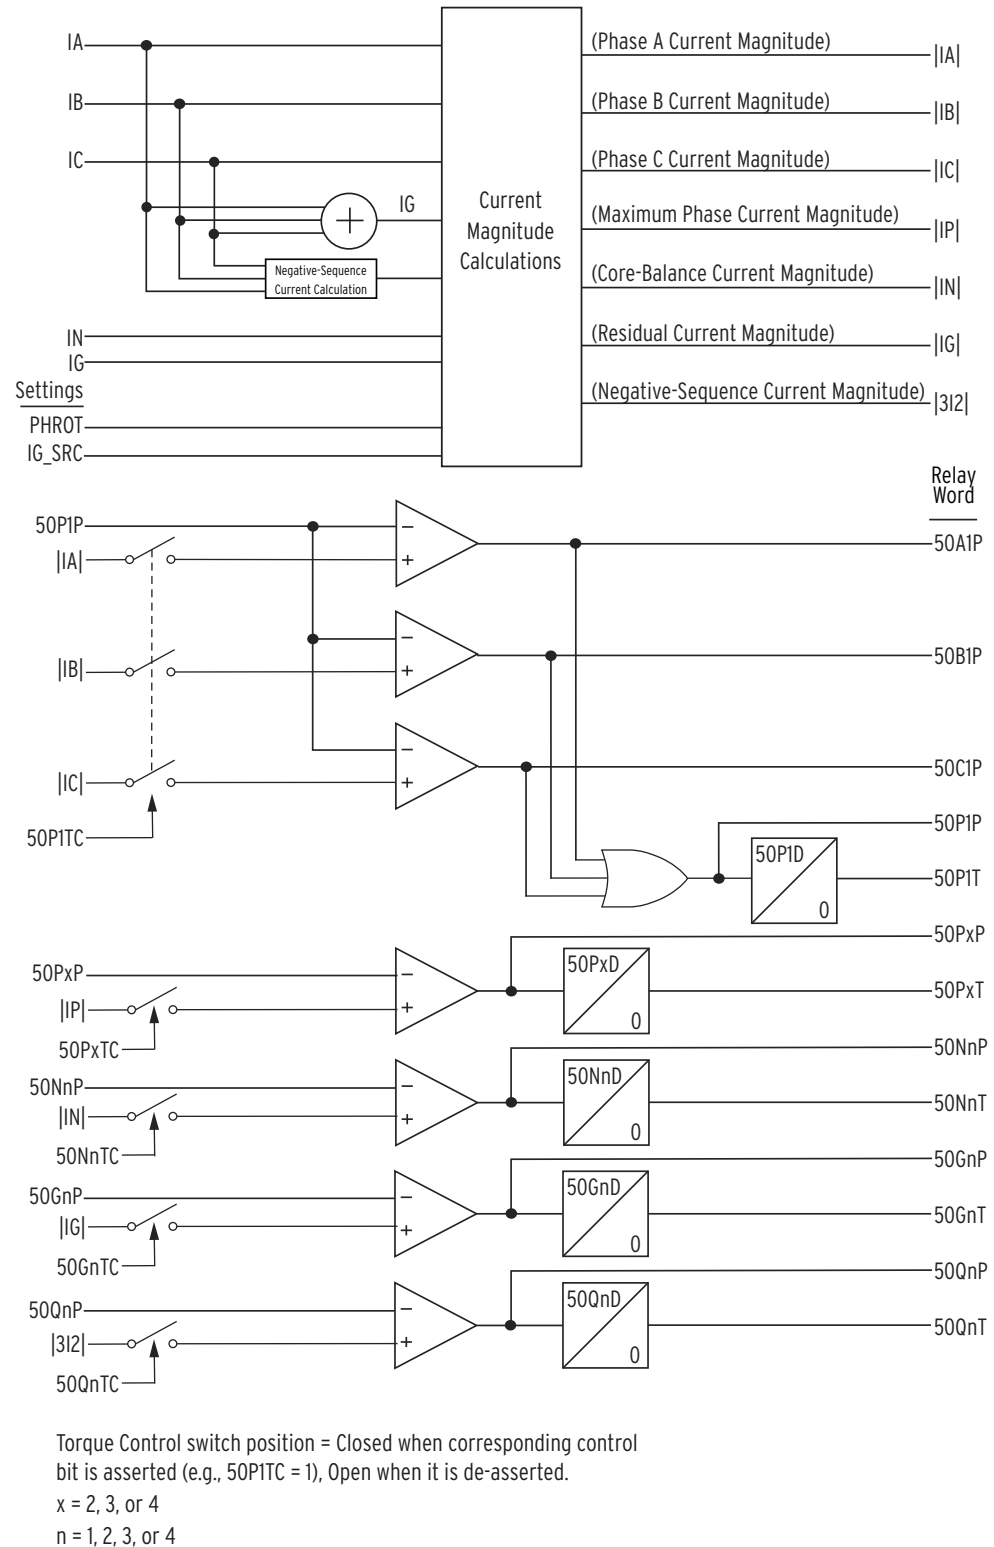 IA
IB
IC
IG
Negative-Sequence
Current Calculation
IN
IG
Settings
PHROT
IG_SRC
Current
Magnitude
Calculations
(Phase A Current Magnitude)
|IA|
(Phase B Current Magnitude)
|IB|
(Phase C Current Magnitude)
|IC|
(Maximum Phase Current Magnitude)
|IP|
(Core-Balance Current Magnitude)
|IN|
(Residual Current Magnitude)
|IG|
(Negative-Sequence Current Magnitude)
|3I2|
Relay
Word
50P1P
|IA|
–
+
50A1P
|IB|
–
+
50B1P
|IC|
–
+
50C1P
50P1TC
50P1P
50P1D
0
50P1T
50PxP
|IP|
50PxTC
–
+
50PxD
0
50PxP
50PxT
50NnP
|IN|
50NnTC
–
+
50NnD
0
50NnP
50NnT
50GnP
|IG|
50GnTC
–
+
50GnD
0
50GnP
50GnT
50QnP
|3I2|
50QnTC
–
+
50QnD
0
50QnP
50QnT
Torque Control switch position = Closed when corresponding control
bit is asserted (e.g., 50P1TC = 1), Open when it is de-asserted.
x = 2, 3, or 4
n = 1, 2, 3, or 4